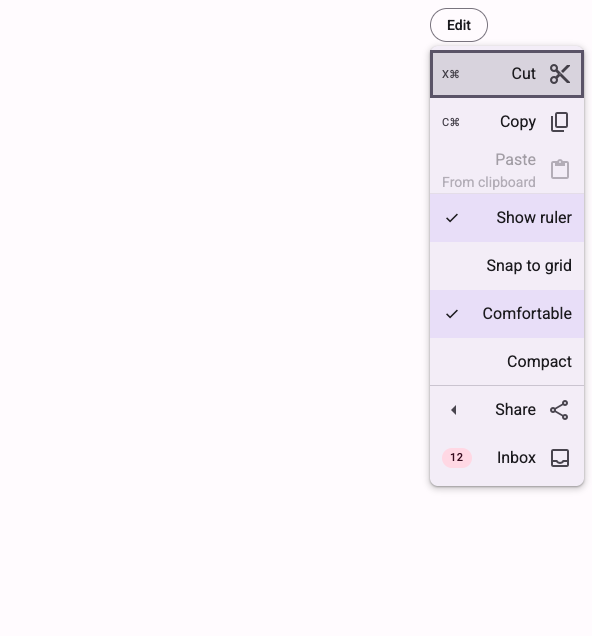 Edit
Cut X⌘
Copy C⌘
Paste
From clipboard
Show ruler
Snap to grid
Comfortable
Compact
Share
Inbox 12